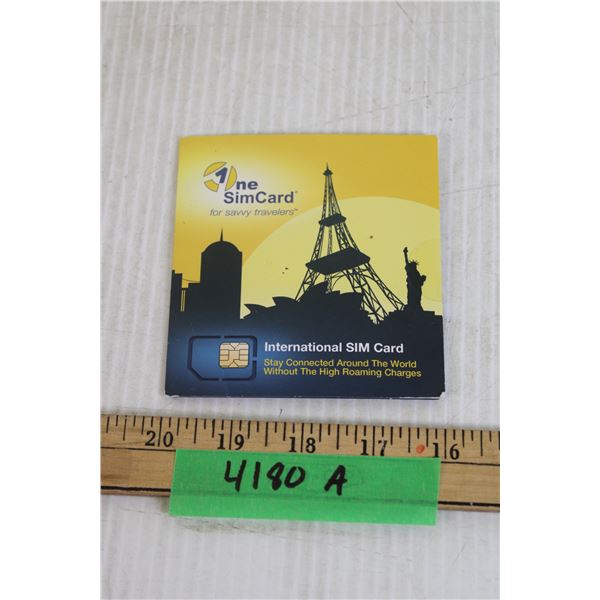 One
SimCard®
for savvy travelers™
International SIM Card
Stay Connected Around The World
Without The High Roaming Charges
20 19 18 17 16
4180 A